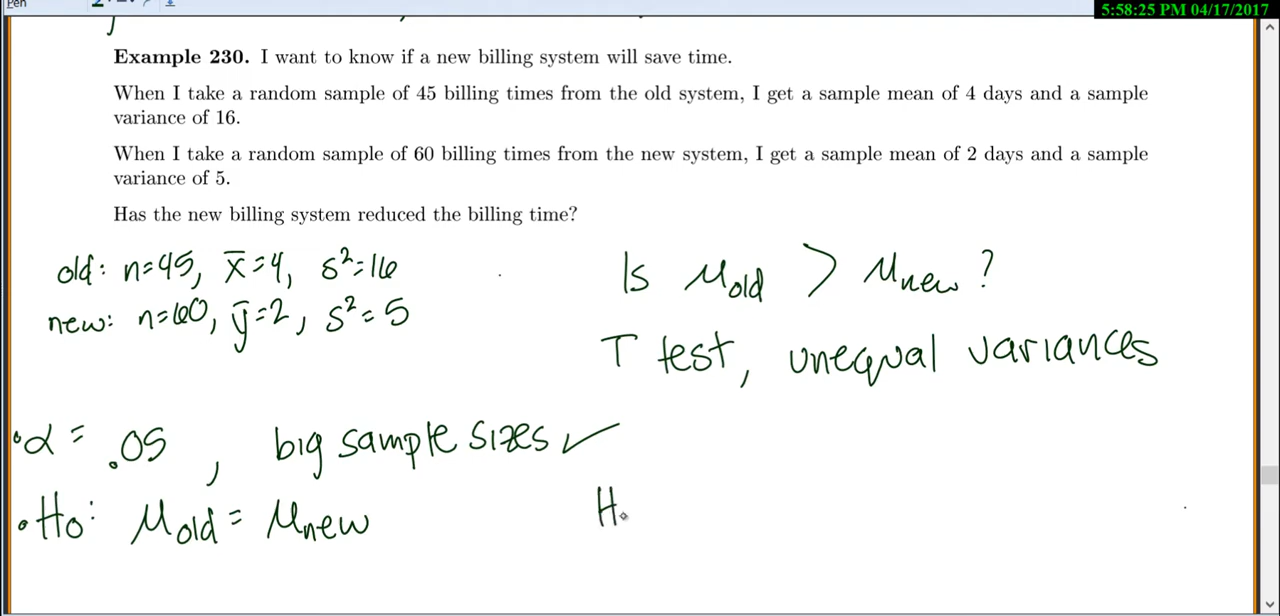 Pen
5:58:25 PM 04/17/2017
Example 230. I want to know if a new billing system will save time.
When I take a random sample of 45 billing times from the old system, I get a sample mean of 4 days and a sample
variance of 16.
When I take a random sample of 60 billing times from the new system, I get a sample mean of 2 days and a sample
variance of 5.
Has the new billing system reduced the billing time?
old: n=45, x̄=4, s²=16
new: n=60, ȳ=2, s²=5
Is μold > μnew?
T test, unequal variances
•α = .05, big sample sizes ✓
•Ho: μold = μnew
H